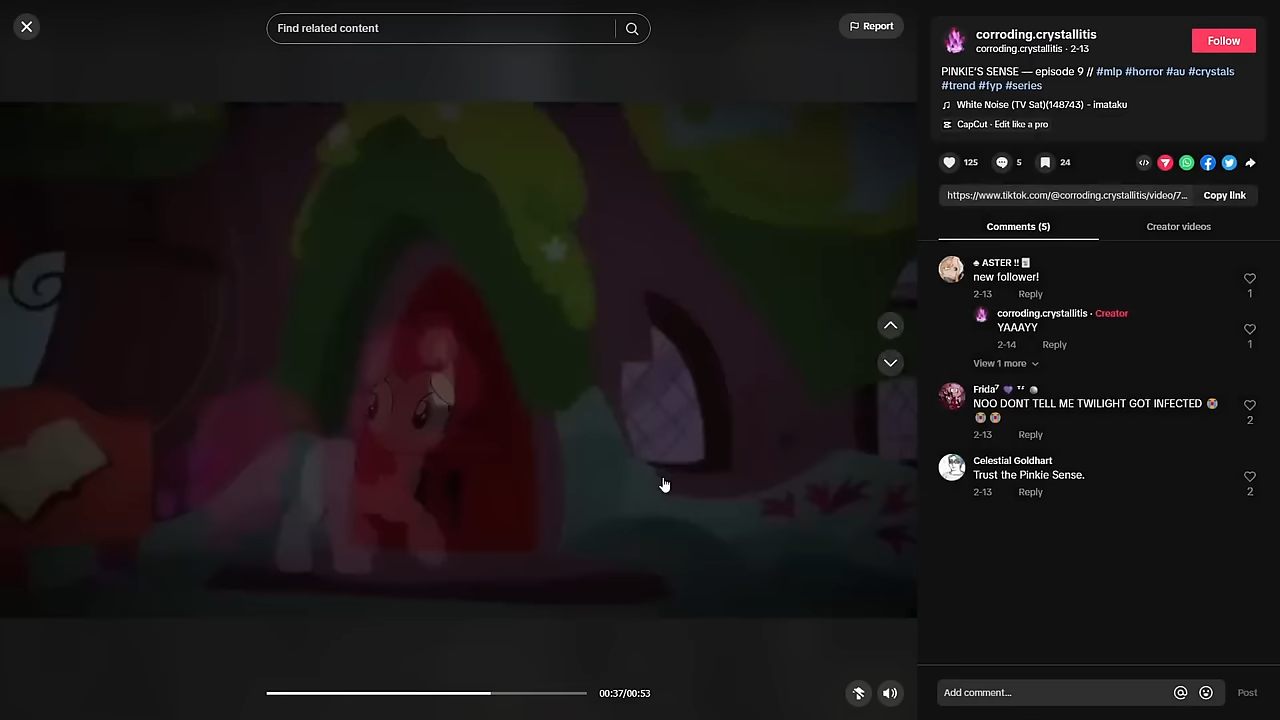 Find related content
Report
corroding.crystallitis
corroding.crystallitis · 2-13
Follow
PINKIE'S SENSE — episode 9 // #mlp #horror #au #crystals
#trend #fyp #series
White Noise (TV Sat)(148743) - imataku
CapCut · Edit like a pro
125
5
24
https://www.tiktok.com/@corroding.crystallitis/video/7...
Copy link
Comments (5)
Creator videos
♠ ASTER !!
new follower!
2-13 Reply
1
corroding.crystallitis · Creator
YAAAYY
2-14 Reply
1
View 1more
Frida⁷
NOO DONT TELL ME TWILIGHT GOT INFECTED 😭
😭 😭
2-13 Reply
2
Celestial Goldhart
Trust the Pinkie Sense.
2-13 Reply
2
00:37/00:53
Add comment...
Post